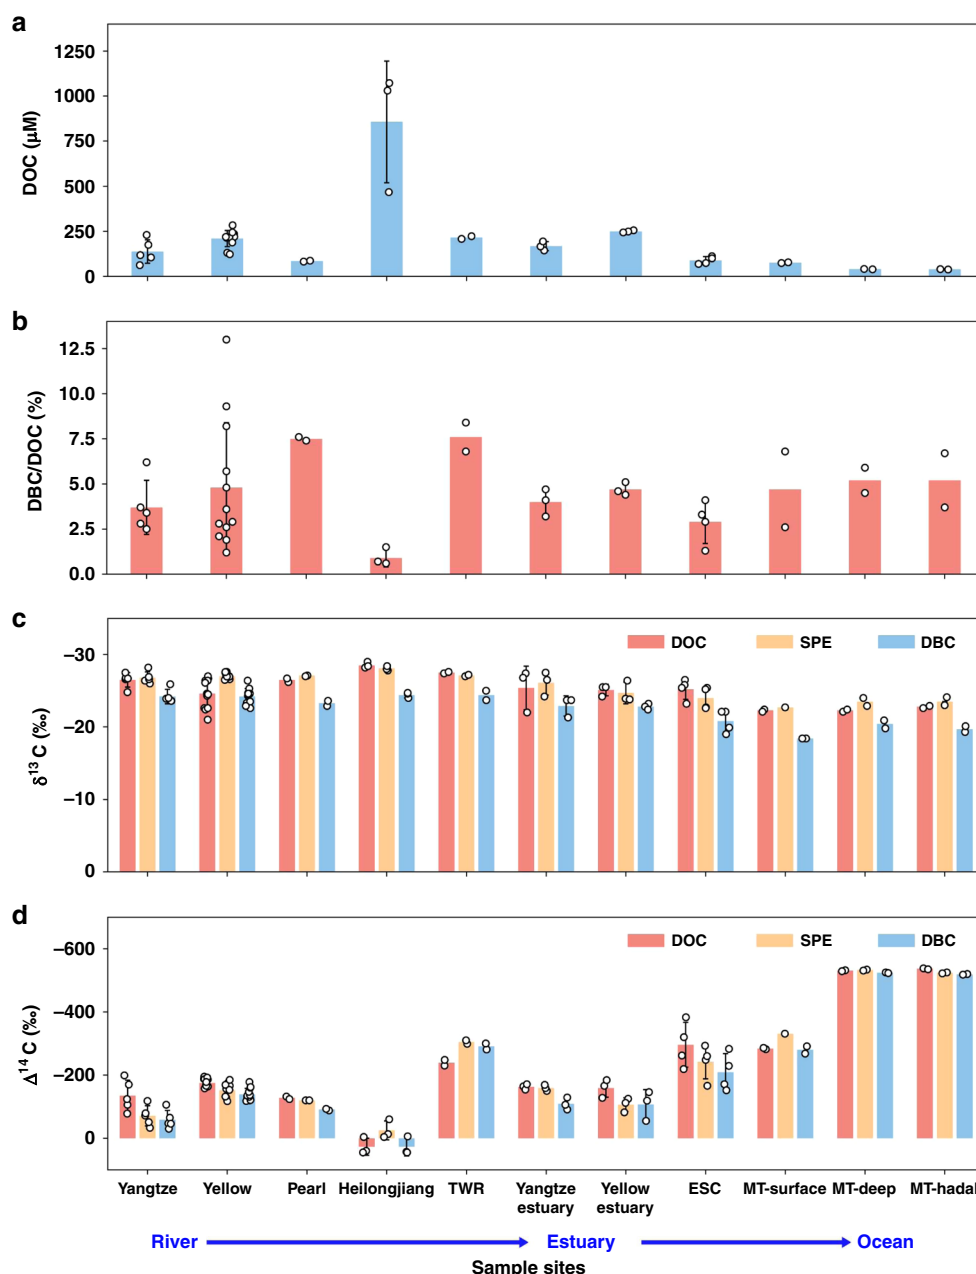 a
1250
1000
750
500
250
0
DOC (μM)
b
12.5
10.0
7.5
5.0
2.5
0.0
DBC/DOC (%)
c
DOC SPE DBC
−30
−20
−10
0
δ13 C (‰)
d
DOC SPE DBC
−600
−400
−200
0
Δ14 C (‰)
Yangtze Yellow Pearl Heilongjiang TWR Yangtze estuary Yellow estuary ESC MT-surface MT-deep MT-hadal
River Estuary Ocean
Sample sites